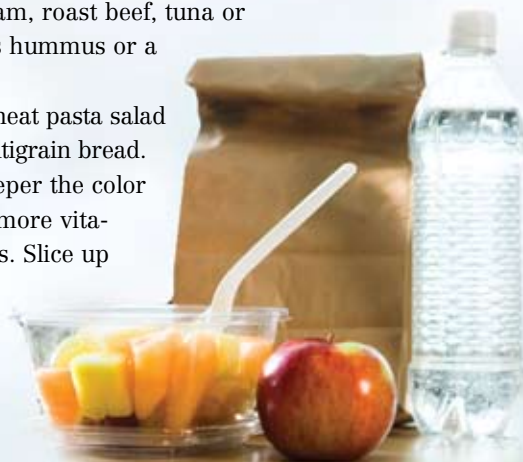 am, roast beef, tuna or
hummus or a
heat pasta salad
tigrain bread.
eper the color
more vita-
s. Slice up